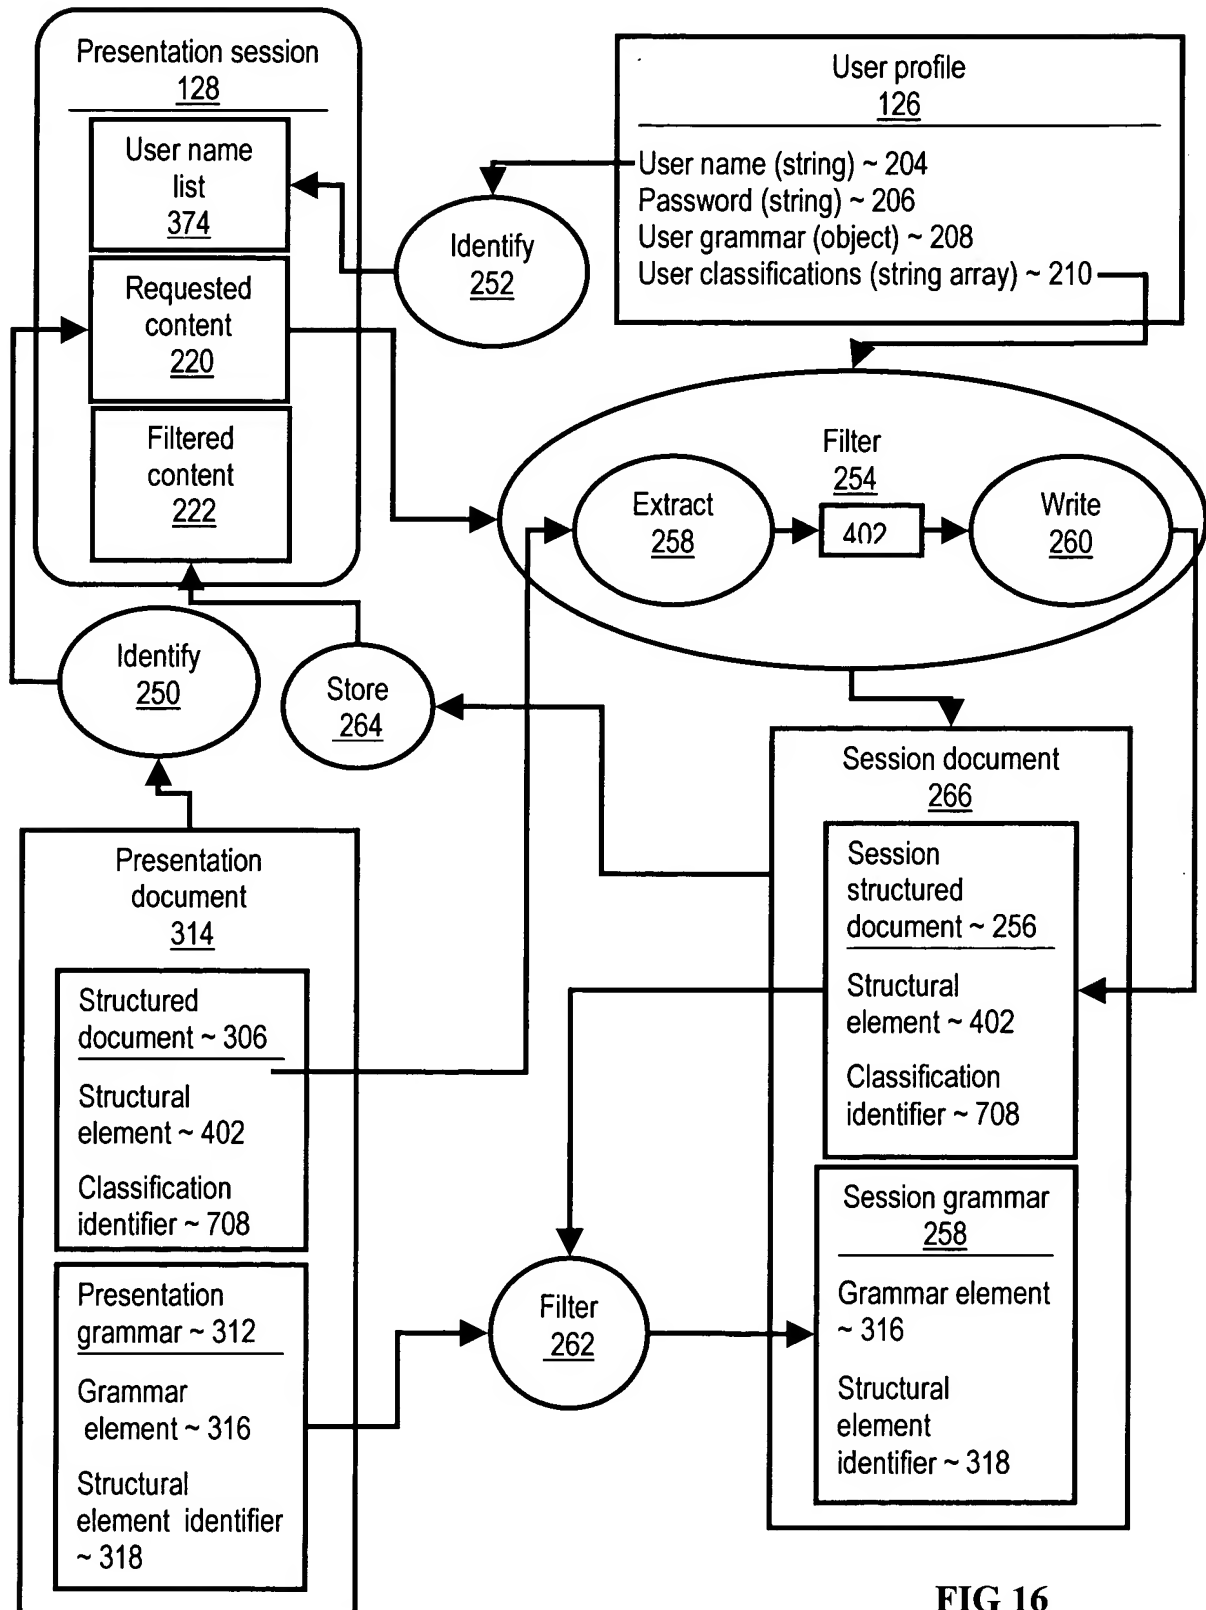 Presentation session
128
User name
list
374
Requested
content
220
Filtered
content
222
User profile
126
User name (string) ~ 204
Password (string) ~ 206
User grammar (object) ~ 208
User classifications (string array) ~ 210
Identify
252
Filter
254
Extract
258
402
Write
260
Identify
250
Store
264
Session document
266
Session
structured
document ~ 256
Structural
element ~ 402
Classification
identifier ~ 708
Session grammar
258
Grammar element
~ 316
Structural
element
identifier ~ 318
Presentation
document
314
Structured
document ~ 306
Structural
element ~ 402
Classification
identifier ~ 708
Presentation
grammar ~ 312
Grammar
element ~ 316
Structural
element identifier
~ 318
Filter
262
FIG 16